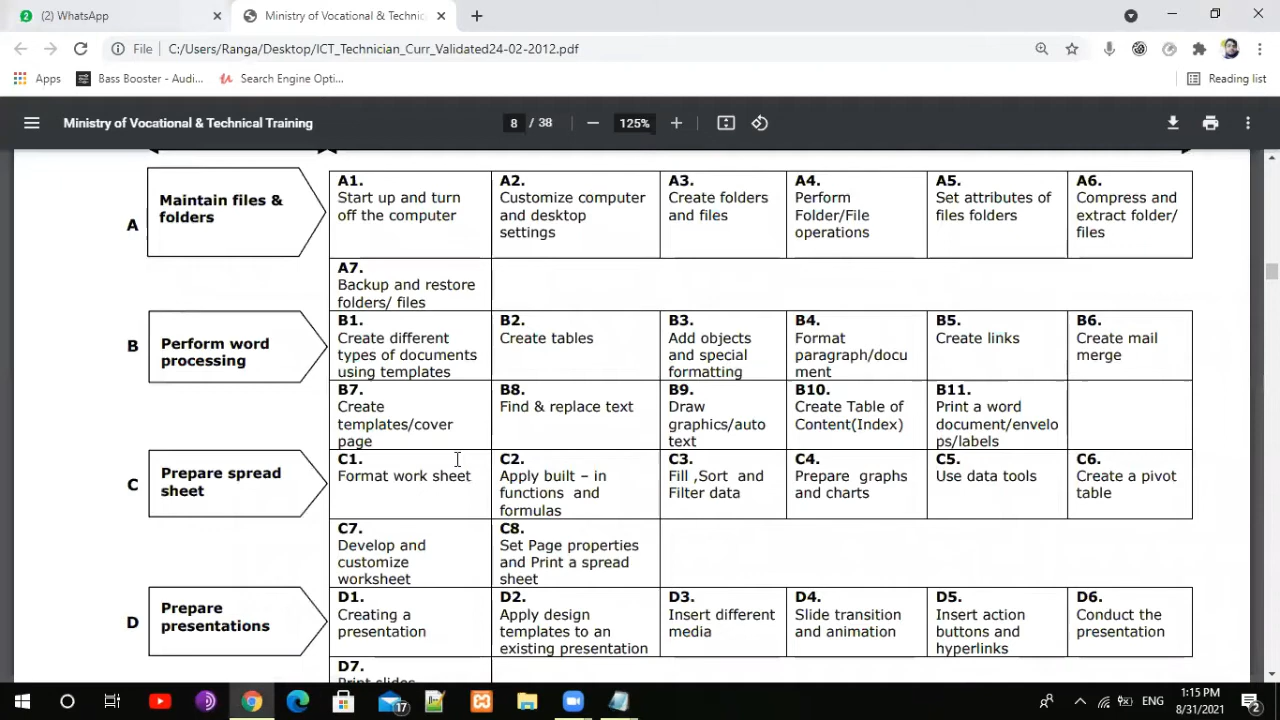 2
(2) WhatsApp
Ministry of Vocational & Technic
File
C:/Users/Ranga/Desktop/ICT_Technician_Curr_Validated24-02-2012.pdf
Apps
Bass Booster - Audi...
Search Engine Opti...
Reading list
Ministry of Vocational & Technical Training
8 / 38
125%
A
Maintain files &
folders
A1.
Start up and turn
off the computer
A2.
Customize computer
and desktop
settings
A3.
Create folders
and files
A4.
Perform
Folder/File
operations
A5.
Set attributes of
files folders
A6.
Compress and
extract folder/
files
A7.
Backup and restore
folders/ files
B
Perform word
processing
B1.
Create different
types of documents
using templates
B2.
Create tables
B3.
Add objects
and special
formatting
B4.
Format
paragraph/docu
ment
B5.
Create links
B6.
Create mail
merge
B7.
Create
templates/cover
page
B8.
Find & replace text
B9.
Draw
graphics/auto
text
B10.
Create Table of
Content(Index)
B11.
Print a word
document/envelo
ps/labels
C
Prepare spread
sheet
C1.
Format work sheet
C2.
Apply built – in
functions and
formulas
C3.
Fill ,Sort and
Filter data
C4.
Prepare graphs
and charts
C5.
Use data tools
C6.
Create a pivot
table
C7.
Develop and
customize
worksheet
C8.
Set Page properties
and Print a spread
sheet
D
Prepare
presentations
D1.
Creating a
presentation
D2.
Apply design
templates to an
existing presentation
D3.
Insert different
media
D4.
Slide transition
and animation
D5.
Insert action
buttons and
hyperlinks
D6.
Conduct the
presentation
D7.
Print slides
17
ENG
1:15 PM
8/31/2021
2